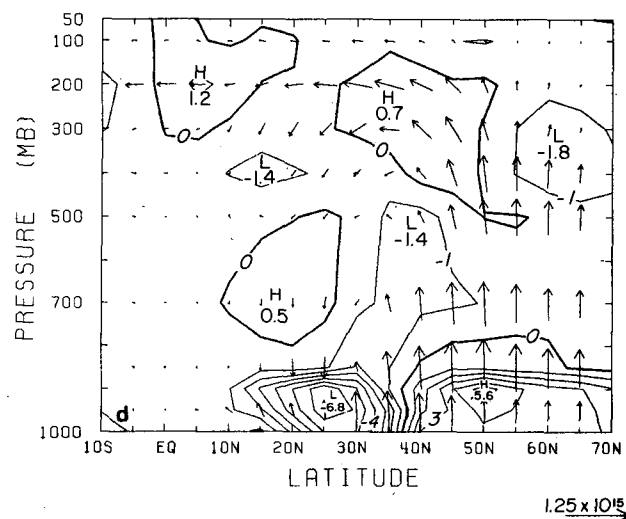 50
100
200
300
400
500
700
1000
PRESSURE (MB)
H
1.2
0
L
-1.4
H
0.7
0
L
-1.8
-1
L
-1.4
-1
0
H
0.5
0
L
-6.8
-4
3
H
5.6
d
10S EQ 10N 20N 30N 40N 50N 60N 70N
LATITUDE
1.25 x 10¹⁵